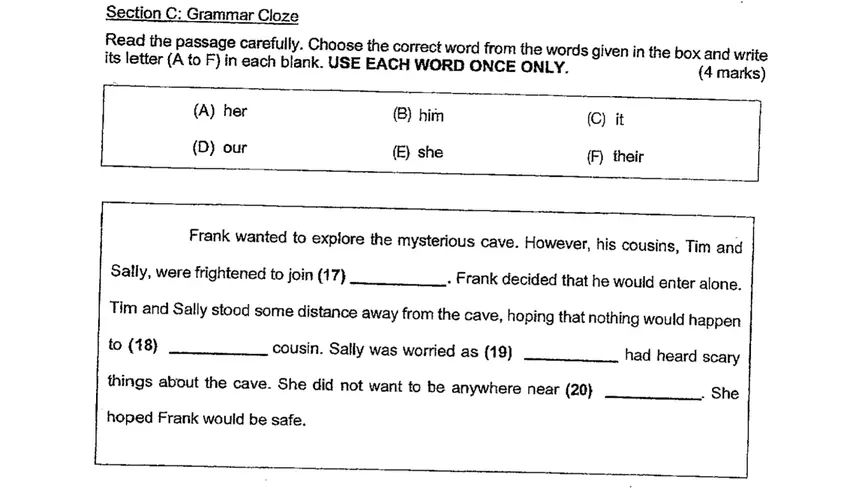 Section C: Grammar Cloze
Read the passage carefully. Choose the correct word from the words given in the box and write
its letter (A to F) in each blank. USE EACH WORD ONCE ONLY. (4 marks)
(A) her (B) him (C) it
(D) our (E) she (F) their
Frank wanted to explore the mysterious cave. However, his cousins, Tim and
Sally, were frightened to join (17) __________. Frank decided that he would enter alone.
Tim and Sally stood some distance away from the cave, hoping that nothing would happen
to (18) __________ cousin. Sally was worried as (19) __________ had heard scary
things about the cave. She did not want to be anywhere near (20) __________. She
hoped Frank would be safe.